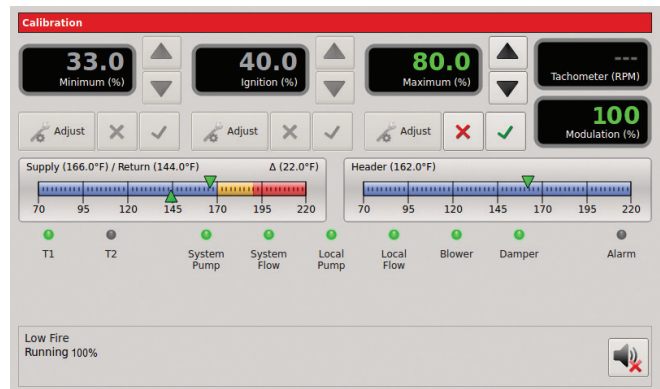 Calibration
33.0
Minimum (%)
40.0
Ignition (%)
80.0
Maximum (%)
---
Tachometer (RPM)
Adjust
Adjust
Adjust
100
Modulation (%)
Supply (166.0°F) / Return (144.0°F) Δ (22.0°F)
70 95 120 145 170 195 220
Header (162.0°F)
70 95 120 145 170 195 220
T1
T2
System Pump
System Flow
Local Pump
Local Flow
Blower
Damper
Alarm
Low Fire
Running 100%